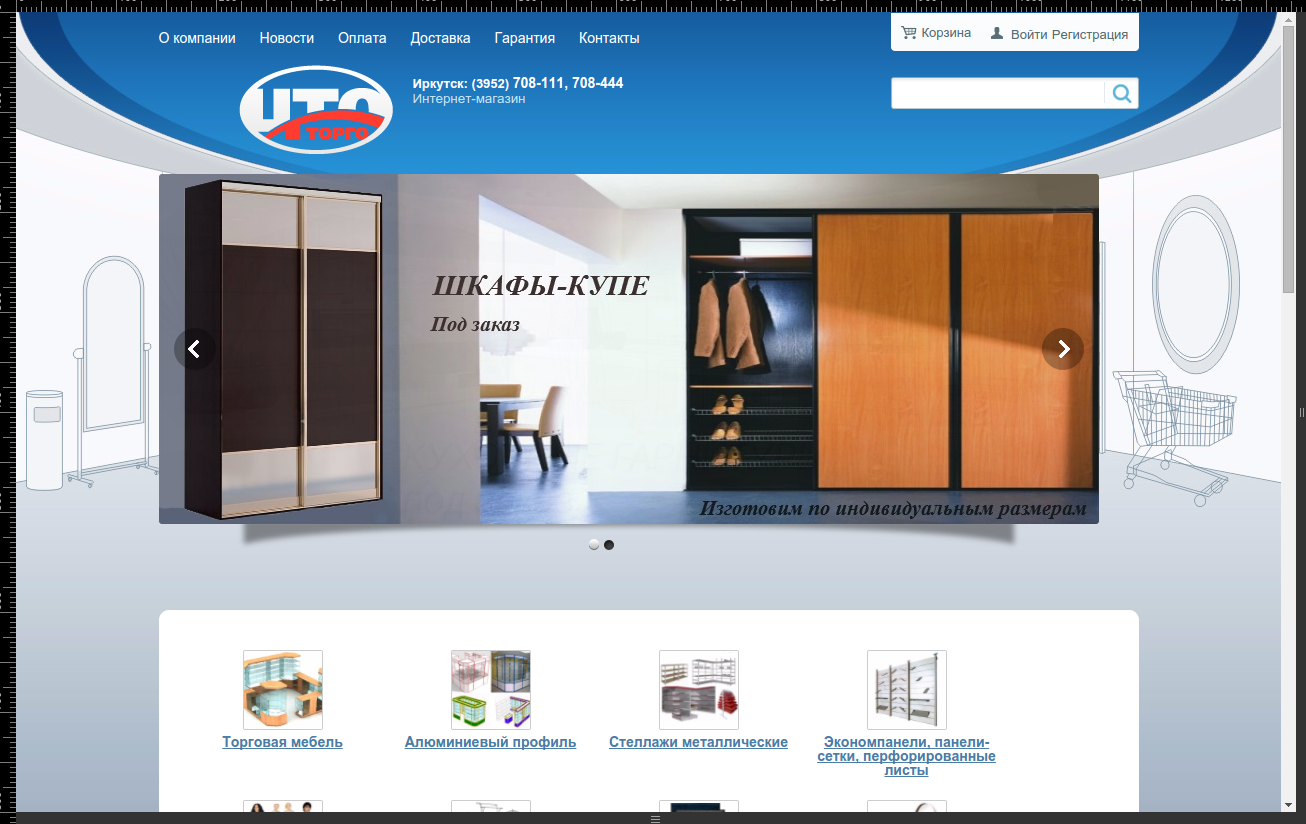 О компании Новости Оплата Доставка Гарантия Контакты
Корзина Войти Регистрация
Иркутск: (3952) 708-111, 708-444
Интернет-магазин
ЦТО
ТОРГО
ШКАФЫ-КУПЕ
Под заказ
Изготовим по индивидуальным размерам
Торговая мебель
Алюминиевый профиль
Стеллажи металлические
Экономпанели, панели-
сетки, перфорированные
листы